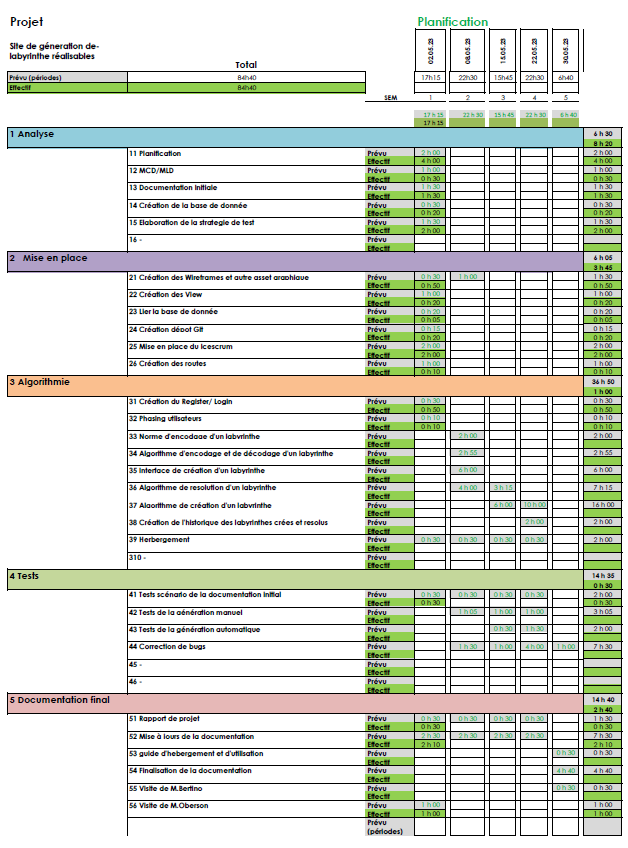 Projet Planification
Site de géneration de-
labyrinthe réalisables
02.05.23 08.05.23 15.05.23 22.05.23 30.05.23
Total
Prévu (périodes) 84h40 17h15 22h30 15h45 22h30 6h40
Effectif 84h40
SEM 1 2 3 4 5
17 h 15 22 h 30 15 h 45 22 h 30 6 h 40
17 h 15
1 Analyse 6 h 30
8 h 20
11 Planification Prévu 2 h 00 2 h 00
Effectif 4 h 00 4 h 00
12 MCD/MLD Prévu 1 h 00 1 h 00
Effectif 0 h 30 0 h 30
13 Documentation initiale Prévu 1 h 30 1 h 30
Effectif 1 h 30 1 h 30
14 Création de la base de donnée Prévu 0 h 30 0 h 30
Effectif 0 h 20 0 h 20
15 Elaboration de la strategie de test Prévu 1 h 30 1 h 30
Effectif 2 h 00 2 h 00
16 - Prévu
Effectif
2 Mise en place 6 h 05
3 h 45
21 Création des Wireframes et autre asset graphique Prévu 0 h 30 1 h 00 1 h 30
Effectif 0 h 50 0 h 50
22 Création des View Prévu 1 h 00 1 h 00
Effectif 0 h 20 0 h 20
23 Lier la base de donnée Prévu 0 h 20 0 h 20
Effectif 0 h 05 0 h 05
24 Création dépot Git Prévu 0 h 15 0 h 15
Effectif 0 h 20 0 h 20
25 Mise en place du Icescrum Prévu 2 h 00 2 h 00
Effectif 2 h 00 2 h 00
26 Création des routes Prévu 1 h 00 1 h 00
Effectif 0 h 10 0 h 10
3 Algorithmie 36 h 50
1 h 00
31 Création du Register/ Login Prévu 0 h 30 0 h 30
Effectif 0 h 50 0 h 50
32 Phasing utilsateurs Prévu 0 h 10 0 h 10
Effectif 0 h 10 0 h 10
33 Norme d'encodage d'un labyrinthe Prévu 2 h 00 2 h 00
Effectif
34 Algorithme d'encodage et de décodage d'un labyrinthe Prévu 2 h 55 2 h 55
Effectif
35 Interface de création d'un labyrinthe Prévu 6 h 00 6 h 00
Effectif
36 Algorithme de resolution d'un labyrinthe Prévu 4 h 00 3 h 15 7 h 15
Effectif
37 Algorithme de création d'un labyrinthe Prévu 6 h 00 10 h 00 16 h 00
Effectif
38 Création de l'historique des labyrinthes crées et resolus Prévu 2 h 00 2 h 00
Effectif
39 Herbergement Prévu 0 h 30 0 h 30 0 h 30 0 h 30 2 h 00
Effectif
310 - Prévu
Effectif
4 Tests 14 h 35
0 h 30
41 Tests scénario de la documentation initial Prévu 0 h 30 0 h 30 0 h 30 0 h 30 2 h 00
Effectif 0 h 30 0 h 30
42 Tests de la génération manuel Prévu 1 h 05 1 h 00 1 h 00 3 h 05
Effectif
43 Tests de la génération automatique Prévu 0 h 30 1 h 30 2 h 00
Effectif
44 Correction de bugs Prévu 1 h 30 1 h 00 4 h 00 1 h 00 7 h 30
Effectif
45 - Prévu
Effectif
46 - Prévu
Effectif
5 Documentation final 14 h 40
2 h 40
51 Rapport de projet Prévu 0 h 30 0 h 30 0 h 30 0 h 30 1 h 30
Effectif 0 h 30 0 h 30
52 Mise à lours de la documentation Prévu 2 h 30 2 h 30 2 h 30 2 h 30 7 h 30
Effectif 2 h 10 2 h 10
53 guide d'hebergement et d'utilisation Prévu 0 h 30 0 h 30
Effectif
54 Finalisation de la documentation Prévu 4 h 40 4 h 40
Effectif
55 Visite de M.Bertino Prévu 0 h 30 0 h 30
Effectif
56 Visite de M.Oberson Prévu 1 h 00 1 h 00
Effectif 1 h 00 1 h 00
Prévu
(périodes)